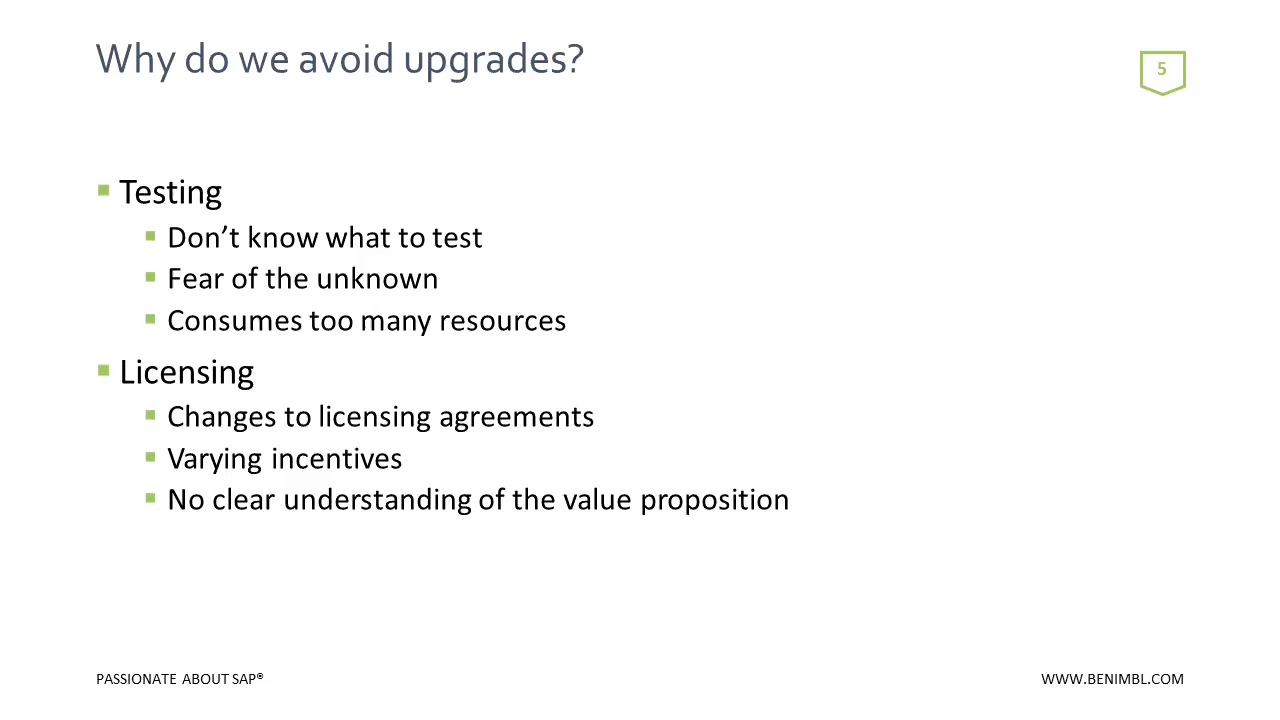 Why do we avoid upgrades?
5
Testing
Don’t know what to test
Fear of the unknown
Consumes too many resources
Licensing
Changes to licensing agreements
Varying incentives
No clear understanding of the value proposition
PASSIONATE ABOUT SAP®
WWW.BENIMBL.COM